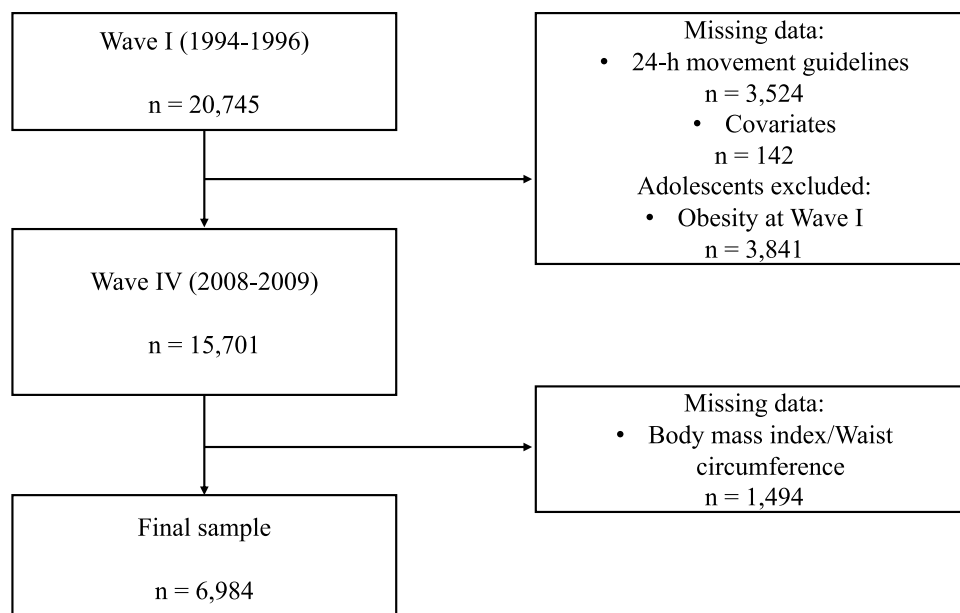 Wave I (1994-1996)
n = 20,745
Missing data:
• 24-h movement guidelines
n = 3,524
• Covariates
n = 142
Adolescents excluded:
• Obesity at Wave I
n = 3,841
Wave IV (2008-2009)
n = 15,701
Missing data:
• Body mass index/Waist
circumference
n = 1,494
Final sample
n = 6,984